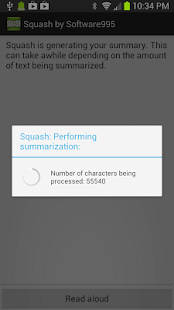 10:34 PM
Squash by Software995
Squash is generating your summary. This
can take awhile depending on the amount
of text being summarized.
Squash: Performing
summarization:
Number of characters being
processed: 55540
Read aloud